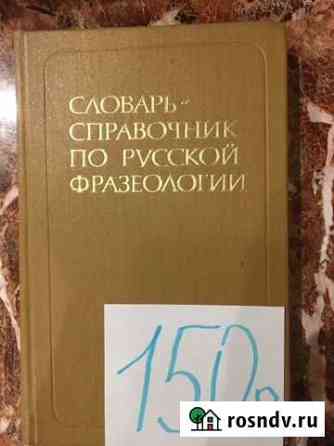 СЛОВАРЬ-
СПРАВОЧНИК
ПО РУССКОЙ
ФРАЗЕОЛОГИИ
150р
rosndv.ru